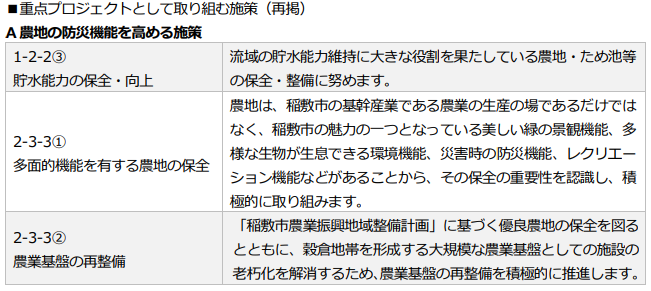 ■重点プロジェクトとして取り組む施策（再掲）
A 農地の防災機能を高める施策
1-2-2③
貯水能力の保全・向上
流域の貯水能力維持に大きな役割を果たしている農地・ため池等
の保全・整備に努めます。
2-3-3①
多面的機能を有する農地の保全
農地は、稲敷市の基幹産業である農業の生産の場であるだけでは
なく、稲敷市の魅力の一つとなっている美しい緑の景観機能、多
様な生物が生息できる環境機能、災害時の防災機能、レクリエー
ション機能などがあることから、その保全の重要性を認識し、積
極的に取り組みます。
2-3-3②
農業基盤の再整備
「稲敷市農業振興地域整備計画」に基づく優良農地の保全を図る
とともに、穀倉地帯を形成する大規模な農業基盤としての施設の
老朽化を解消するため、農業基盤の再整備を積極的に推進します。